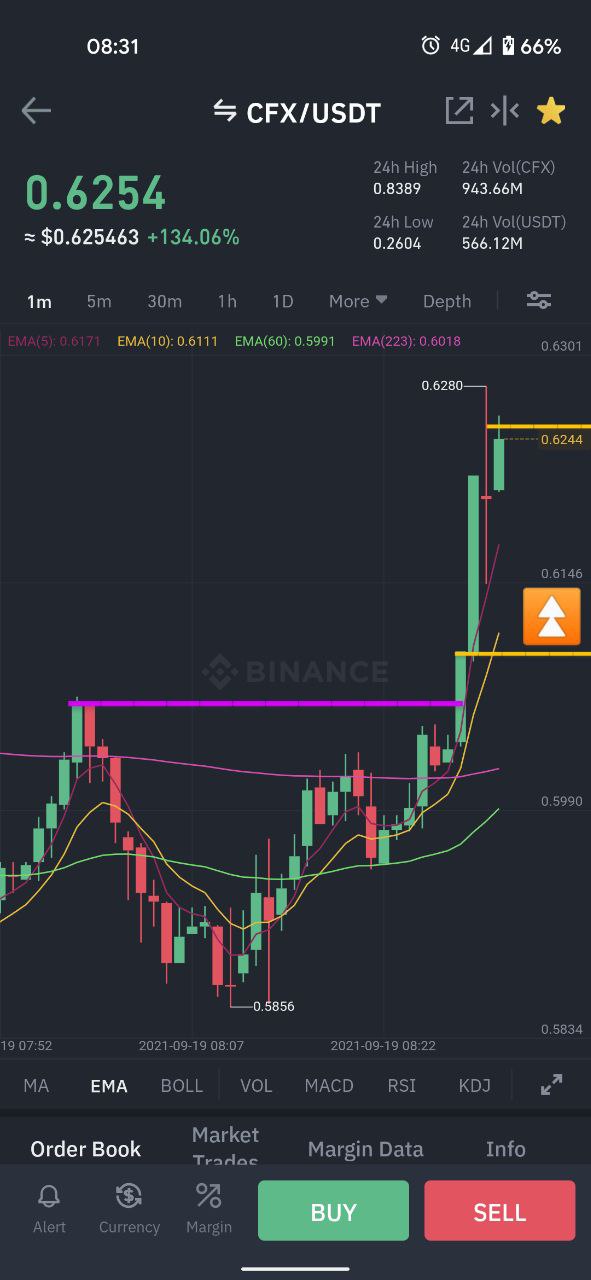 08:31 4G 66%
CFX/USDT
0.6254
≈ $0.625463 +134.06%
24h High 24h Vol(CFX)
0.8389 943.66M
24h Low 24h Vol(USDT)
0.2604 566.12M
1m 5m 30m 1h 1D More Depth
EMA(5): 0.6171 EMA(10): 0.6111 EMA(60): 0.5991 EMA(223): 0.6018
0.6301
0.6280
0.6244
0.6146
BINANCE
0.5990
0.5856
0.5834
19 07:52 2021-09-19 08:07 2021-09-19 08:22
MA EMA BOLL VOL MACD RSI KDJ
Order Book Market Trades Margin Data Info
Alert Currency Margin BUY SELL